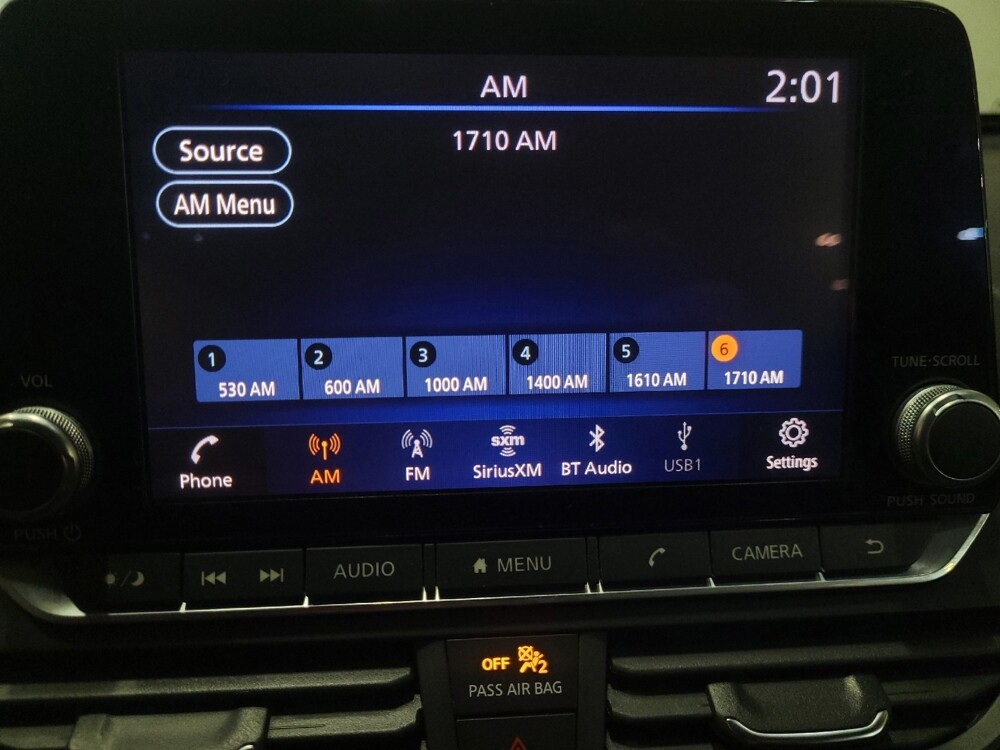 AM
2:01
1710 AM
Source
AM Menu
1
2
3
4
5
6
530 AM
600 AM
1000 AM
1400 AM
1610 AM
1710 AM
VOL
TUNE·SCROLL
sxm
Phone
AM
FM
SiriusXM
BT Audio
USB1
Settings
PUSH
PUSH SOUND
AUDIO
MENU
CAMERA
OFF
2
PASS AIR BAG